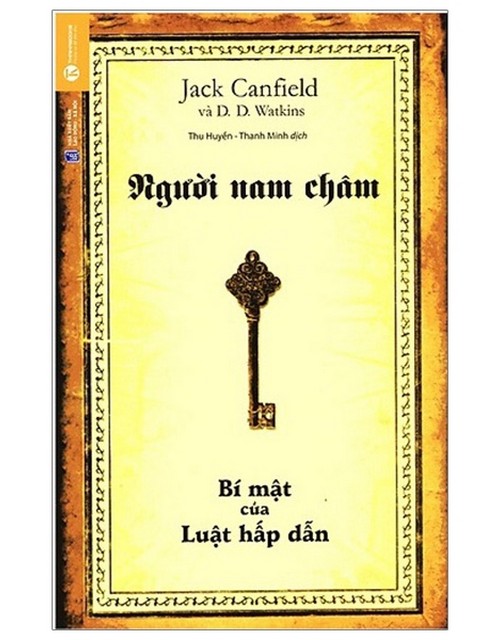 Jack Canfield
và D. D. Watkins
Thu Huyền - Thanh Minh dịch
Người nam châm
Bí mật
của
Luật hấp dẫn